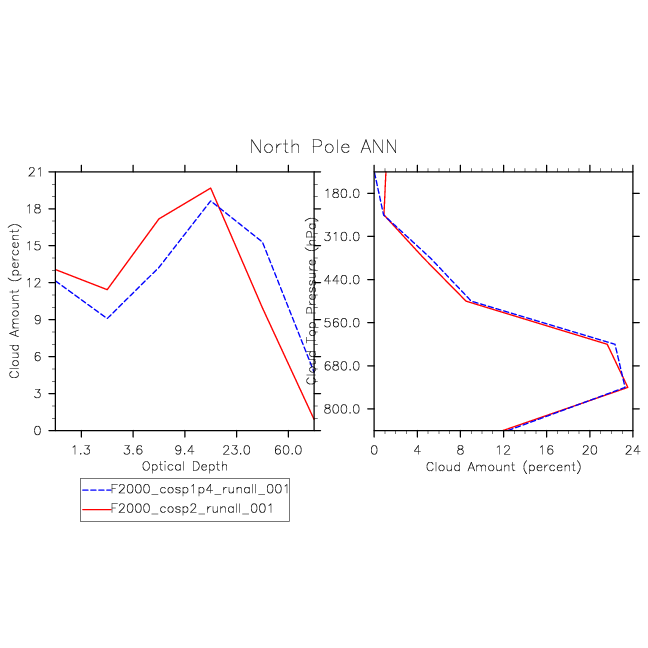 North Pole ANN
Cloud Amount (percent)
21
18
15
12
9
6
3
0
1.3 3.6 9.4 23.0 60.0
Optical Depth
Cloud Top Pressure (hPa)
180.0
310.0
440.0
560.0
680.0
800.0
0 4 8 12 16 20 24
Cloud Amount (percent)
F2000_cosp1p4_runall_001
F2000_cosp2_runall_001